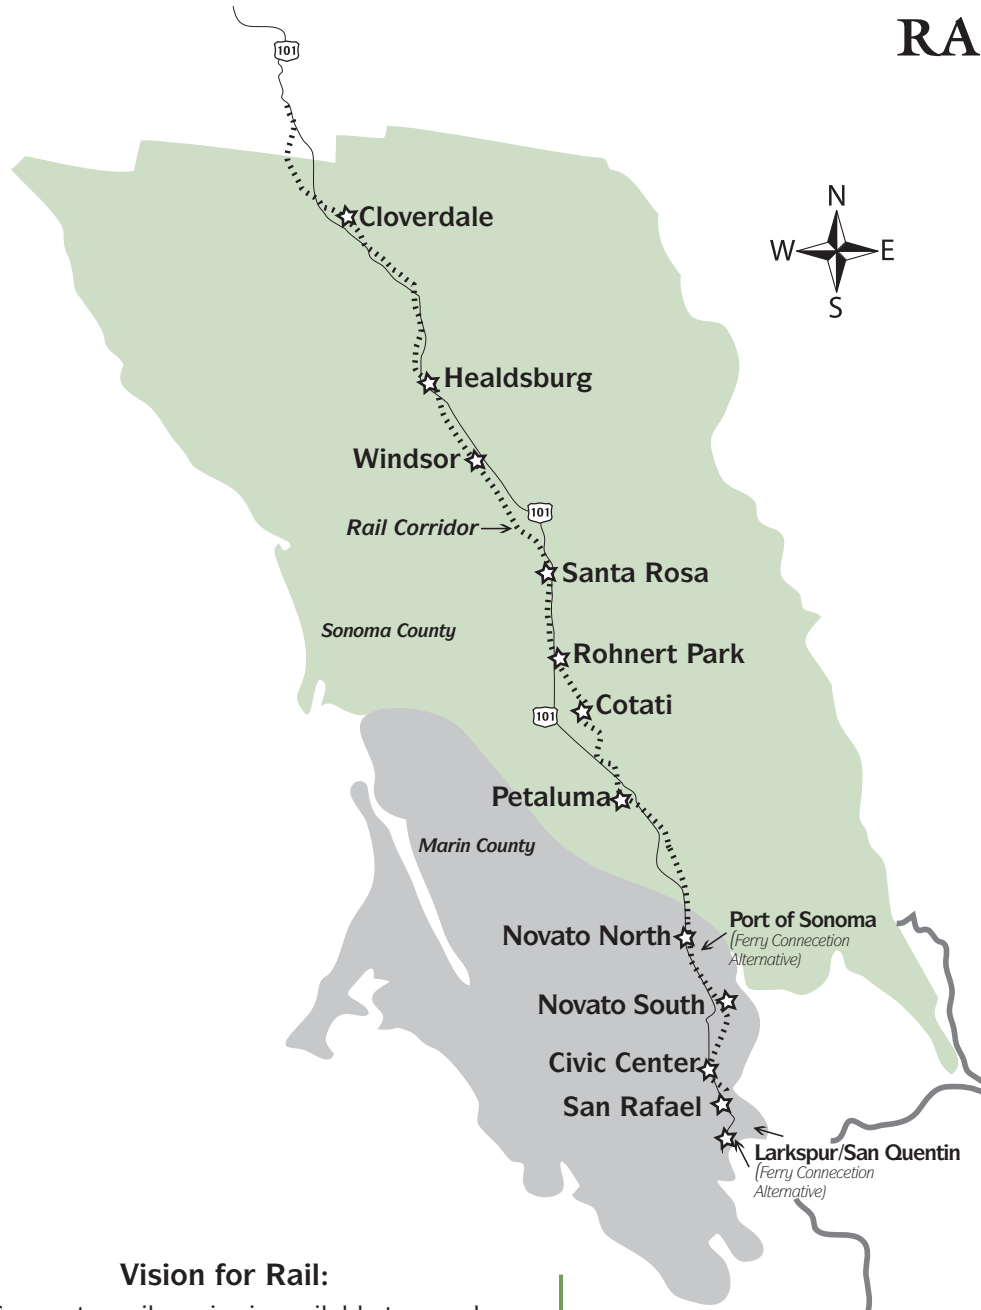 RA
101
N
W E
S
Cloverdale
Healdsburg
Windsor
101
Rail Corridor
Santa Rosa
Sonoma County
Rohnert Park
Cotati
101
Petaluma
Marin County
Port of Sonoma
(Ferry Connecetion
Alternative)
Novato North
Novato South
Civic Center
San Rafael
Larkspur/San Quentin
(Ferry Connecetion
Alternative)
Vision for Rail: